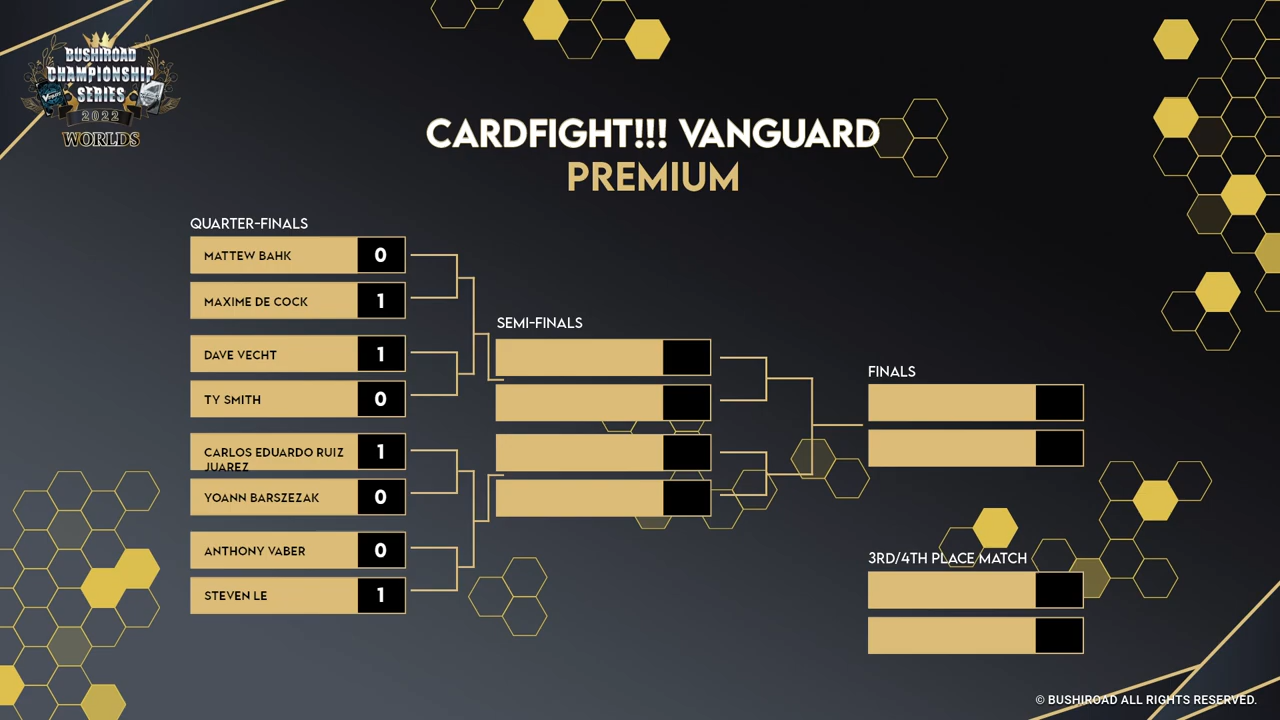 BUSHIROAD
CHAMPIONSHIP
SERIES
2022
WORLDS
CARDFIGHT!!! VANGUARD
PREMIUM
QUARTER-FINALS
MATTEW BAHK 0
MAXIME DE COCK 1
DAVE VECHT 1
TY SMITH 0
CARLOS EDUARDO RUIZ 1
JUAREZ
YOANN BARSZEZAK 0
ANTHONY VABER 0
STEVEN LE 1
SEMI-FINALS
FINALS
3RD/4TH PLACE MATCH
© BUSHIROAD ALL RIGHTS RESERVED.